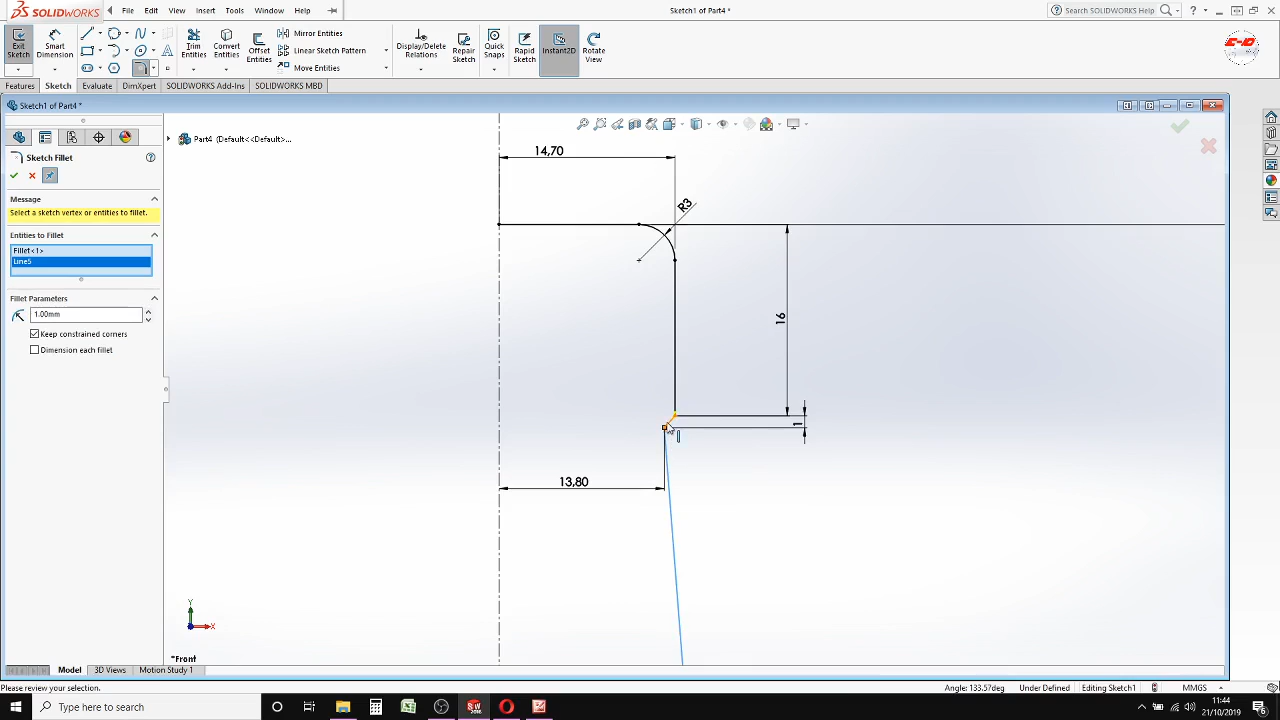 SOLIDWORKS
File Edit View Insert Tools Window Help
Sketch1 of Part4 *
Search SOLIDWORKS Help
Exit Sketch
Smart Dimension
Trim Entities
Convert Entities
Offset Entities
Mirror Entities
Linear Sketch Pattern
Move Entities
Display/Delete Relations
Repair Sketch
Quick Snaps
Rapid Sketch
Instant2D
Rotate View
Features Sketch Evaluate DimXpert SOLIDWORKS Add-Ins SOLIDWORKS MBD
Sketch1 of Part4 *
Part4 (Default<<Default>...
Sketch Fillet
Message
Select a sketch vertex or entities to fillet.
Entities to Fillet
Fillet<1>
Line5
Fillet Parameters
1.00mm
Keep constrained corners
Dimension each fillet
14,70
R3
16
1
13,80
Y
X
*Front
Model 3D Views Motion Study 1
Please review your selection.
Angle: 133.57deg Under Defined Editing Sketch1 MMGS
Type here to search
11:44
21/10/2019